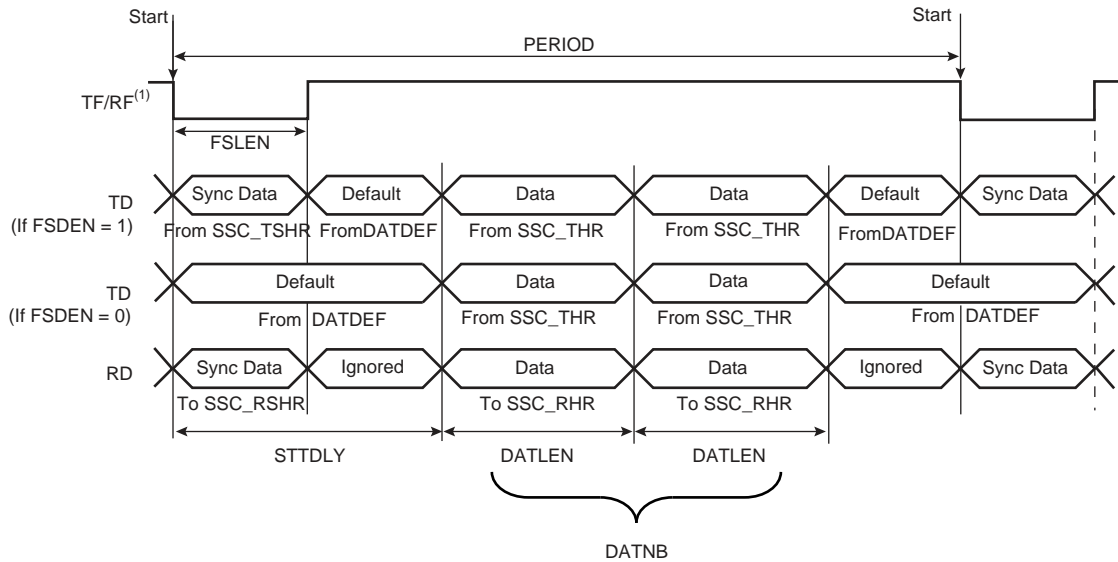 Start
Start
PERIOD
TF/RF(1)
FSLEN
TD
(If FSDEN = 1)
Sync Data
Default
Data
Data
Default
Sync Data
From SSC_TSHR
FromDATDEF
From SSC_THR
From SSC_THR
FromDATDEF
TD
(If FSDEN = 0)
Default
Data
Data
Default
From DATDEF
From SSC_THR
From SSC_THR
From DATDEF
RD
Sync Data
Ignored
Data
Data
Ignored
Sync Data
To SSC_RSHR
To SSC_RHR
To SSC_RHR
STTDLY
DATLEN
DATLEN
DATNB